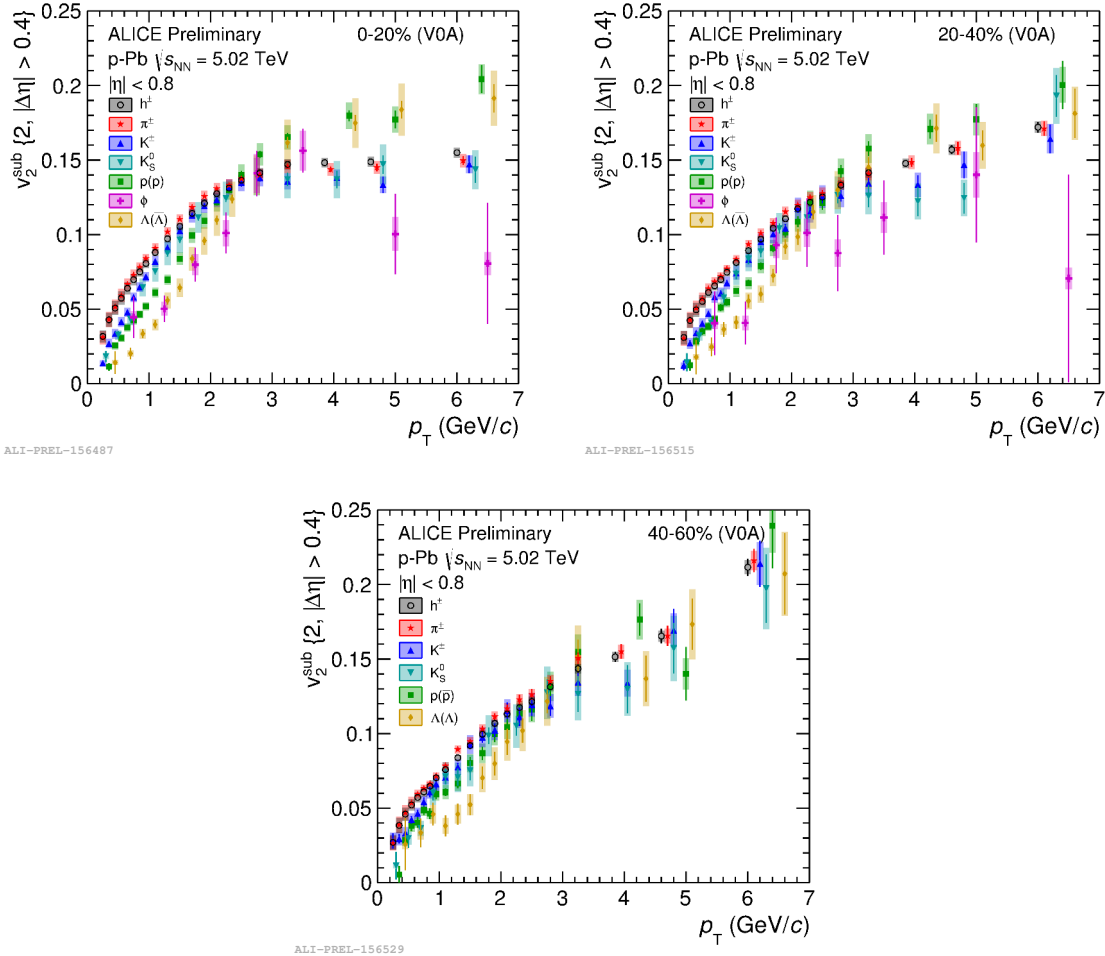 ALICE Preliminary 0-20% (V0A)
p-Pb √sNN = 5.02 TeV
|η| < 0.8
h±
π±
K±
K0S
p(p)
ϕ
Λ(Λ̅)
v2sub {2, |Δη| > 0.4}
0.25
0.2
0.15
0.1
0.05
0
0 1 2 3 4 5 6 7
pT (GeV/c)
ALI-PREL-156487
ALICE Preliminary 20-40% (V0A)
p-Pb √sNN = 5.02 TeV
|η| < 0.8
h±
π±
K±
K0S
p(p)
ϕ
Λ(Λ̅)
v2sub {2, |Δη| > 0.4}
0.25
0.2
0.15
0.1
0.05
0
0 1 2 3 4 5 6 7
pT (GeV/c)
ALI-PREL-156515
ALICE Preliminary 40-60% (V0A)
p-Pb √sNN = 5.02 TeV
|η| < 0.8
h±
π±
K±
K0S
p(p̅)
Λ(Λ)
v2sub {2, |Δη| > 0.4}
0.25
0.2
0.15
0.1
0.05
0
0 1 2 3 4 5 6 7
pT (GeV/c)
ALI-PREL-156529